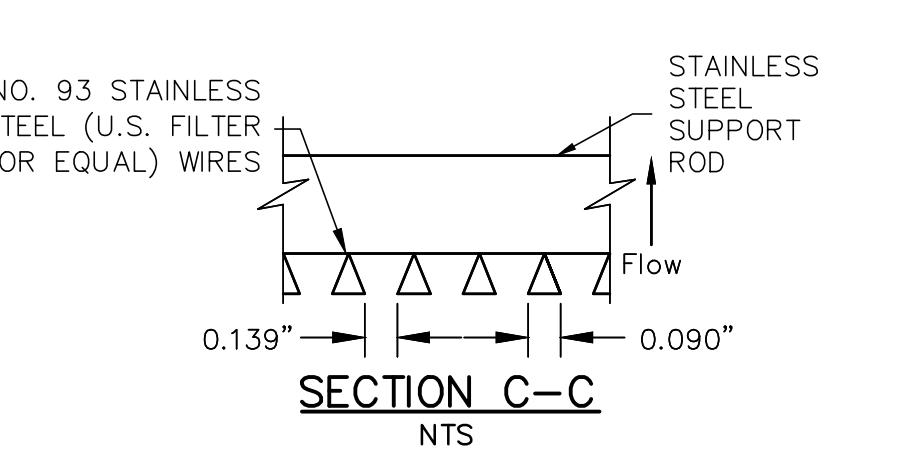 NO. 93 STAINLESS
TEEL (U.S. FILTER
OR EQUAL) WIRES
STAINLESS
STEEL
SUPPORT
ROD
Flow
0.139”
0.090”
SECTION C–C
NTS